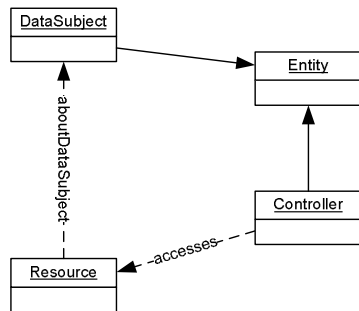 DataSubject
Entity
aboutDataSubject
Controller
accesses
Resource